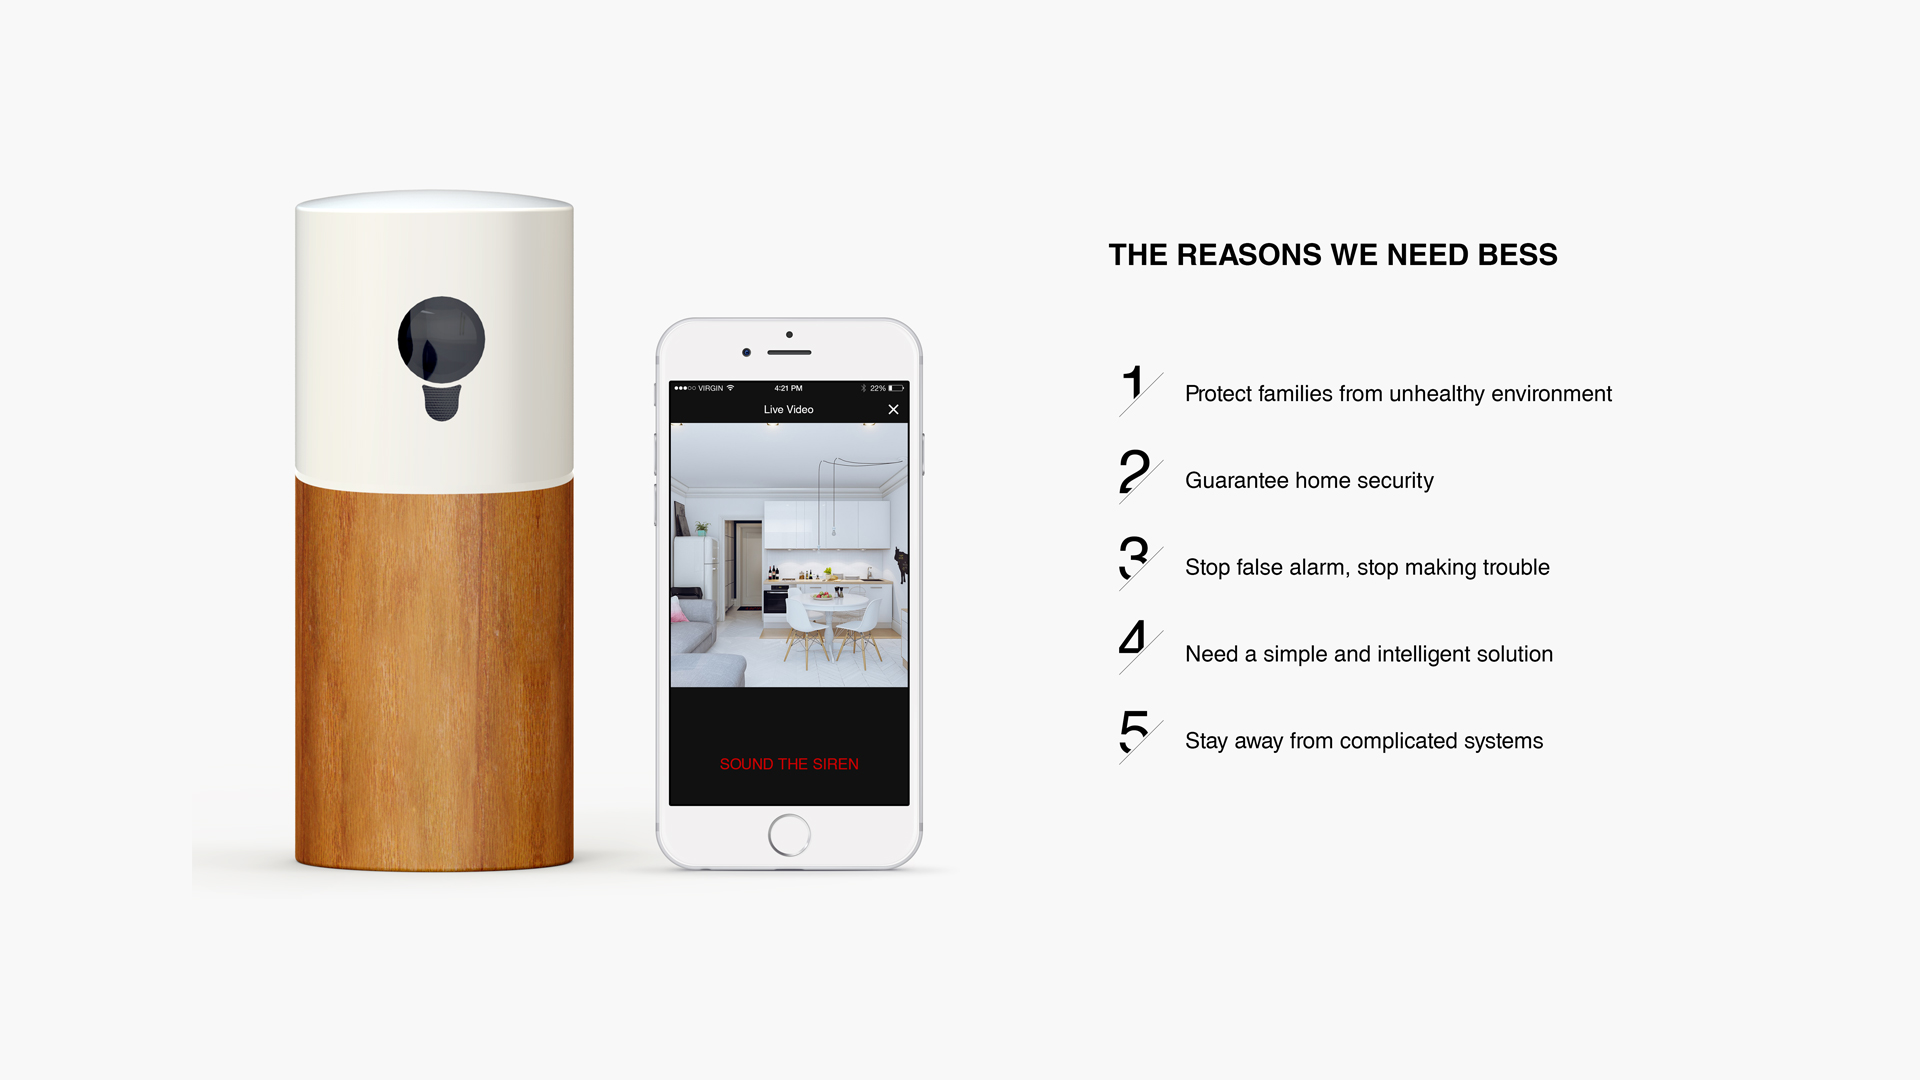 VIRGIN
4:21 PM
22%
Live Video
SOUND THE SIREN
THE REASONS WE NEED BESS
1 Protect families from unhealthy environment
2 Guarantee home security
3 Stop false alarm, stop making trouble
4 Need a simple and intelligent solution
5 Stay away from complicated systems